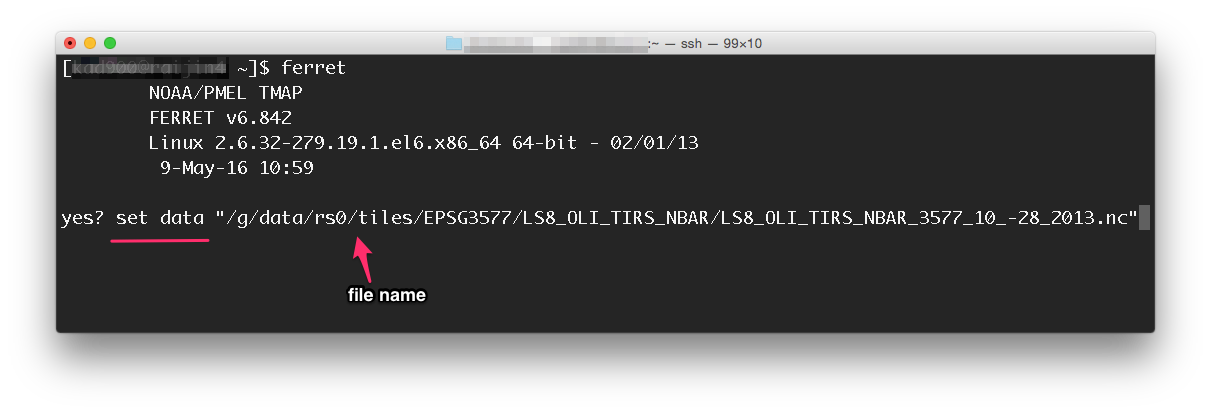 :~ — ssh — 99×10
~]$ ferret
NOAA/PMEL TMAP
FERRET v6.842
Linux 2.6.32-279.19.1.el6.x86_64 64-bit - 02/01/13
9-May-16 10:59
yes? set data "/g/data/rs0/tiles/EPSG3577/LS8_OLI_TIRS_NBAR/LS8_OLI_TIRS_NBAR_3577_10_-28_2013.nc"
file name